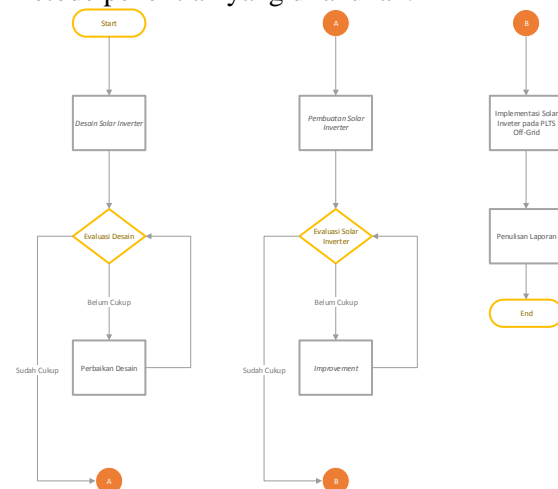 Start
Desain Solar Inverter
Evaluasi Desain
Belum Cukup
Perbaikan Desain
Sudah Cukup
A
A
Pembuatan Solar
Inverter
Evaluasi Solar
Inverter
Belum Cukup
Improvement
Sudah Cukup
B
B
Implementasi Solar
Inveter pada PLTS
Off-Grid
Penulisan Laporan
End